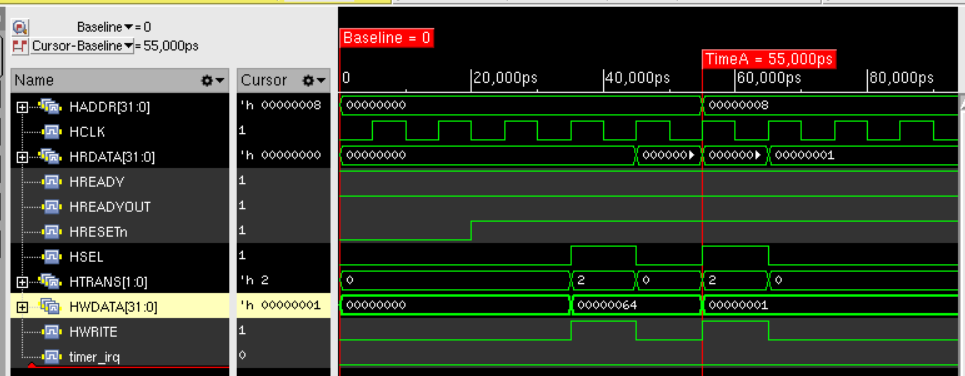 Baseline▼= 0
Cursor-Baseline▼= 55,000ps
Baseline = 0
TimeA = 55,000ps
Name Cursor 0 20,000ps 40,000ps 60,000ps 80,000ps
HADDR[31:0] 'h 00000008 00000000 00000008
HCLK 1
HRDATA[31:0] 'h 00000000 00000000 000000▶ 000000▶ 00000001
HREADY 1
HREADYOUT 1
HRESETn 1
HSEL 1
HTRANS[1:0] 'h 2 0 2 0 2 0
HWDATA[31:0] 'h 00000001 00000000 00000064 00000001
HWRITE 1
timer_irq 0